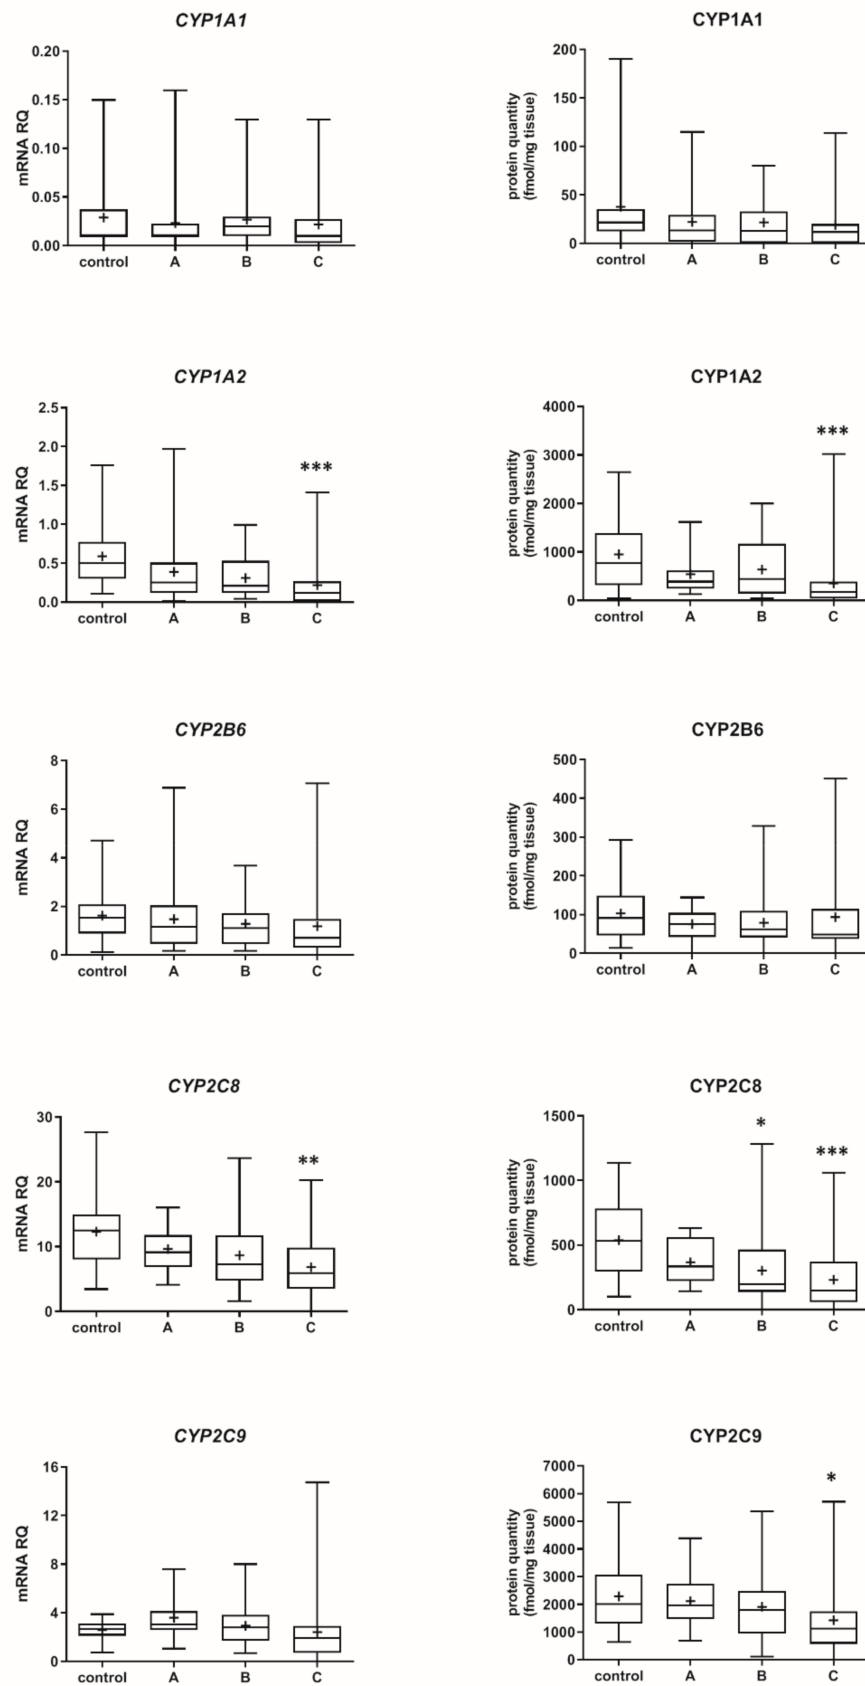 CYP1A1
mRNA RQ
0.20
0.15
0.10
0.05
0.00
control A B C
CYP1A1
protein quantity
(fmol/mg tissue)
200
150
100
50
0
control A B C
CYP1A2
mRNA RQ
2.5
2.0
1.5
1.0
0.5
0.0
***
control A B C
CYP1A2
protein quantity
(fmol/mg tissue)
4000
3000
2000
1000
0
***
control A B C
CYP2B6
mRNA RQ
8
6
4
2
0
control A B C
CYP2B6
protein quantity
(fmol/mg tissue)
500
400
300
200
100
0
control A B C
CYP2C8
mRNA RQ
30
20
10
0
**
control A B C
CYP2C8
protein quantity
(fmol/mg tissue)
1500
1000
500
0
*
***
control A B C
CYP2C9
mRNA RQ
16
12
8
4
0
control A B C
CYP2C9
protein quantity
(fmol/mg tissue)
7000
6000
5000
4000
3000
2000
1000
0
*
control A B C